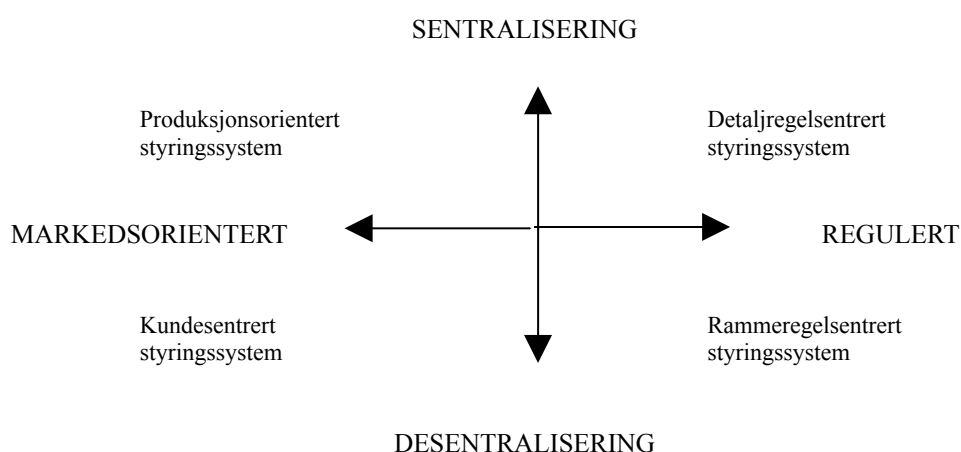 SENTRALISERING
Produksjonsorientert
styringssystem
Detaljregelsentrert
styringssystem
MARKEDSORIENTERT
REGULERT
Kundesentrert
styringssystem
Rammeregelsentrert
styringssystem
DESENTRALISERING